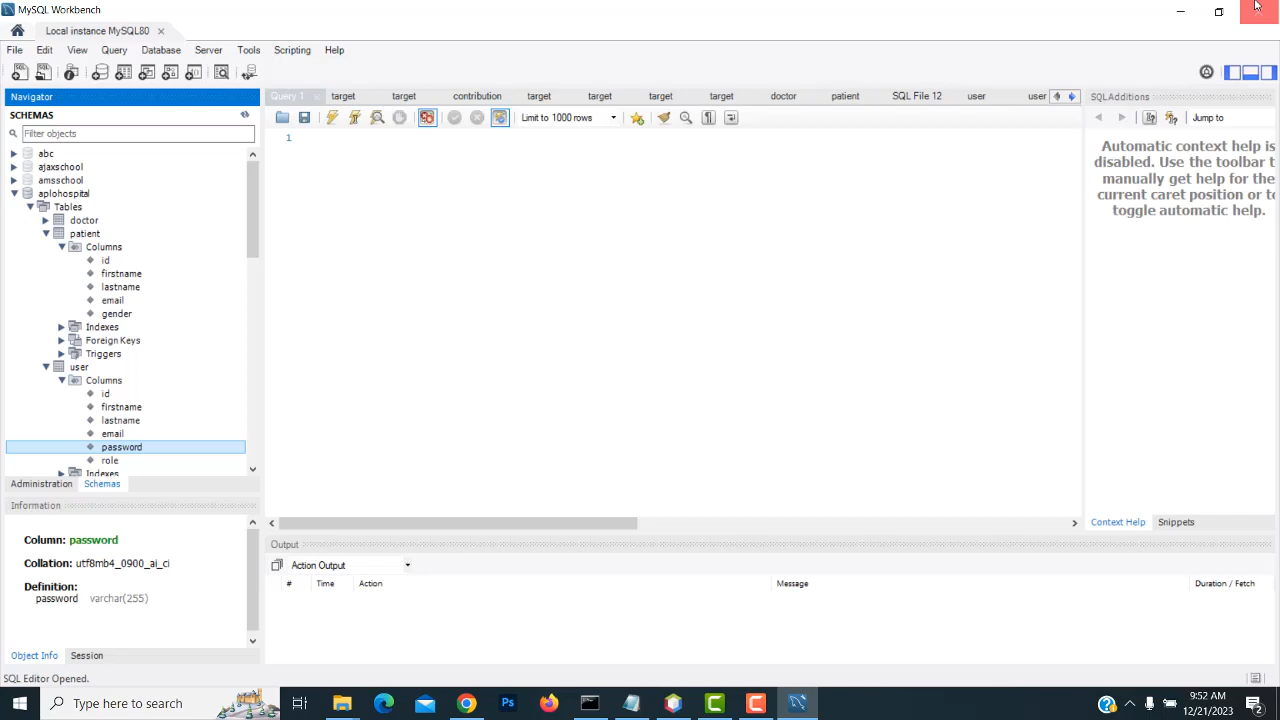 MySQL Workbench
Local instance MySQL80
File Edit View Query Database Server Tools Scripting Help
Navigator
SCHEMAS
Filter objects
abc
ajaxschool
amsschool
aplohospital
Tables
doctor
patient
Columns
id
firstname
lastname
email
gender
Indexes
Foreign Keys
Triggers
user
Columns
id
firstname
lastname
email
password
role
Indexes
Administration Schemas
Information
Column: password
Collation: utf8mb4_0900_ai_ci
Definition:
password varchar(255)
Object Info Session
SQL Editor Opened.
Query 1 target target contribution target target target target doctor patient SQL File 12 user user
Limit to 1000 rows
1
Output
Action Output
# Time Action Message Duration / Fetch
SQLAdditions
Jump to
Automatic context help is
disabled. Use the toolbar t
manually get help for the
current caret position or to
toggle automatic help.
Context Help Snippets
Type here to search
Ps
9:52 AM
12/21/2023
2